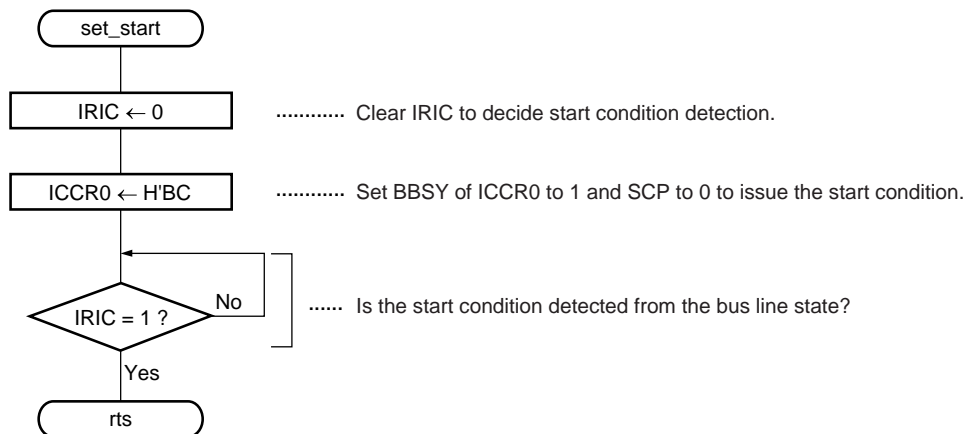 set_start
IRIC ← 0
............ Clear IRIC to decide start condition detection.
ICCR0 ← H'BC
............ Set BBSY of ICCR0 to 1 and SCP to 0 to issue the start condition.
No
IRIC = 1 ?
...... Is the start condition detected from the bus line state?
Yes
rts